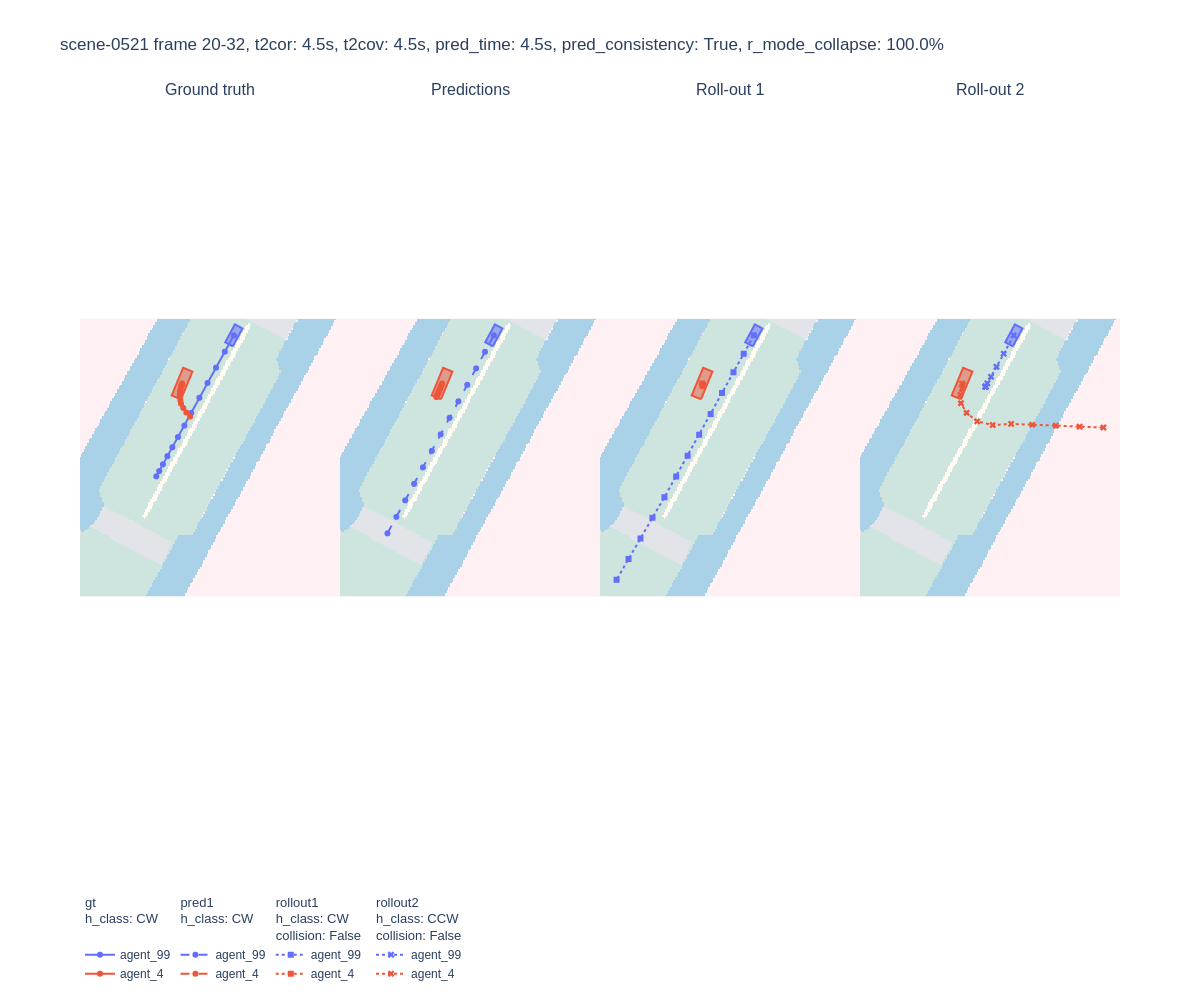 scene-0521 frame 20-32, t2cor: 4.5s, t2cov: 4.5s, pred_time: 4.5s, pred_consistency: True, r_mode_collapse: 100.0%
Ground truth
Predictions
Roll-out 1
Roll-out 2
gt
h_class: CW
agent_99
agent_4
pred1
h_class: CW
agent_99
agent_4
rollout1
h_class: CW
collision: False
agent_99
agent_4
rollout2
h_class: CCW
collision: False
agent_99
agent_4